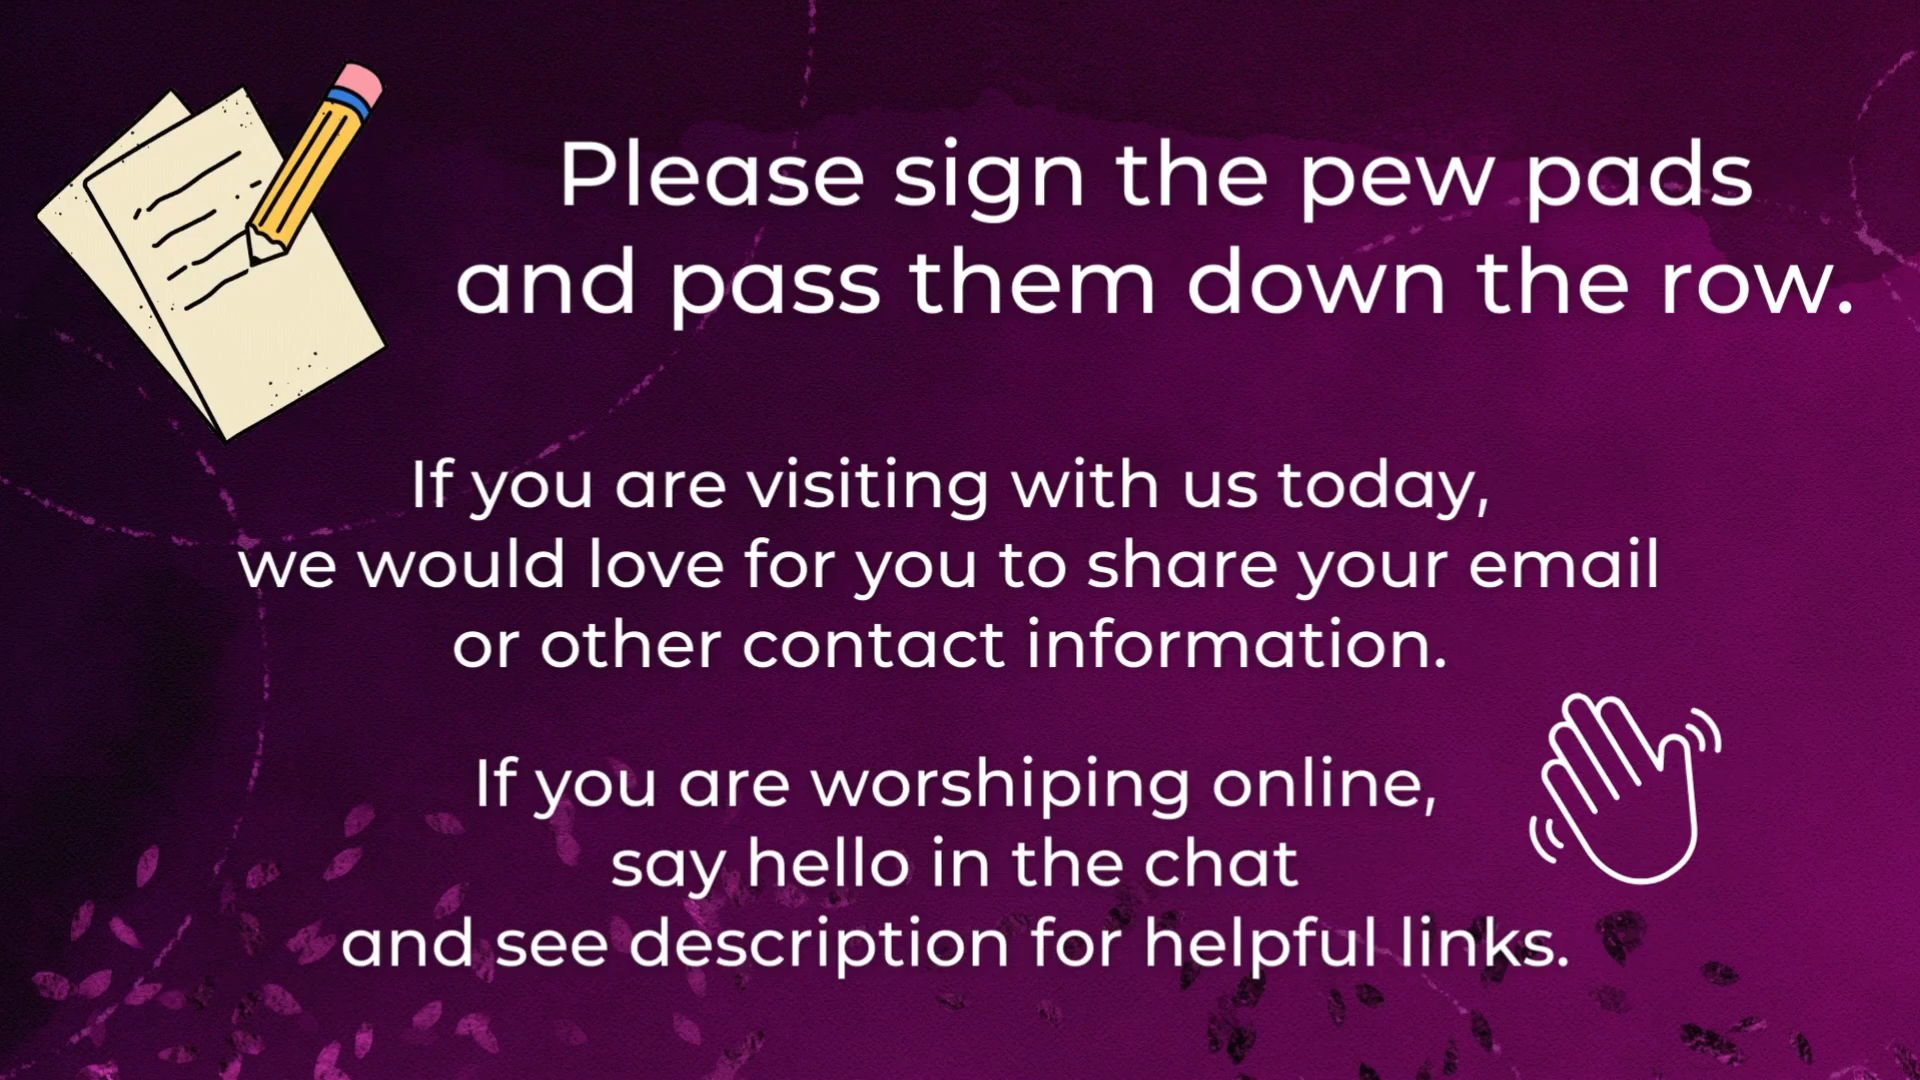 Please sign the pew pads
and pass them down the row.
If you are visiting with us today,
we would love for you to share your email
or other contact information.
If you are worshiping online,
say hello in the chat
and see description for helpful links.